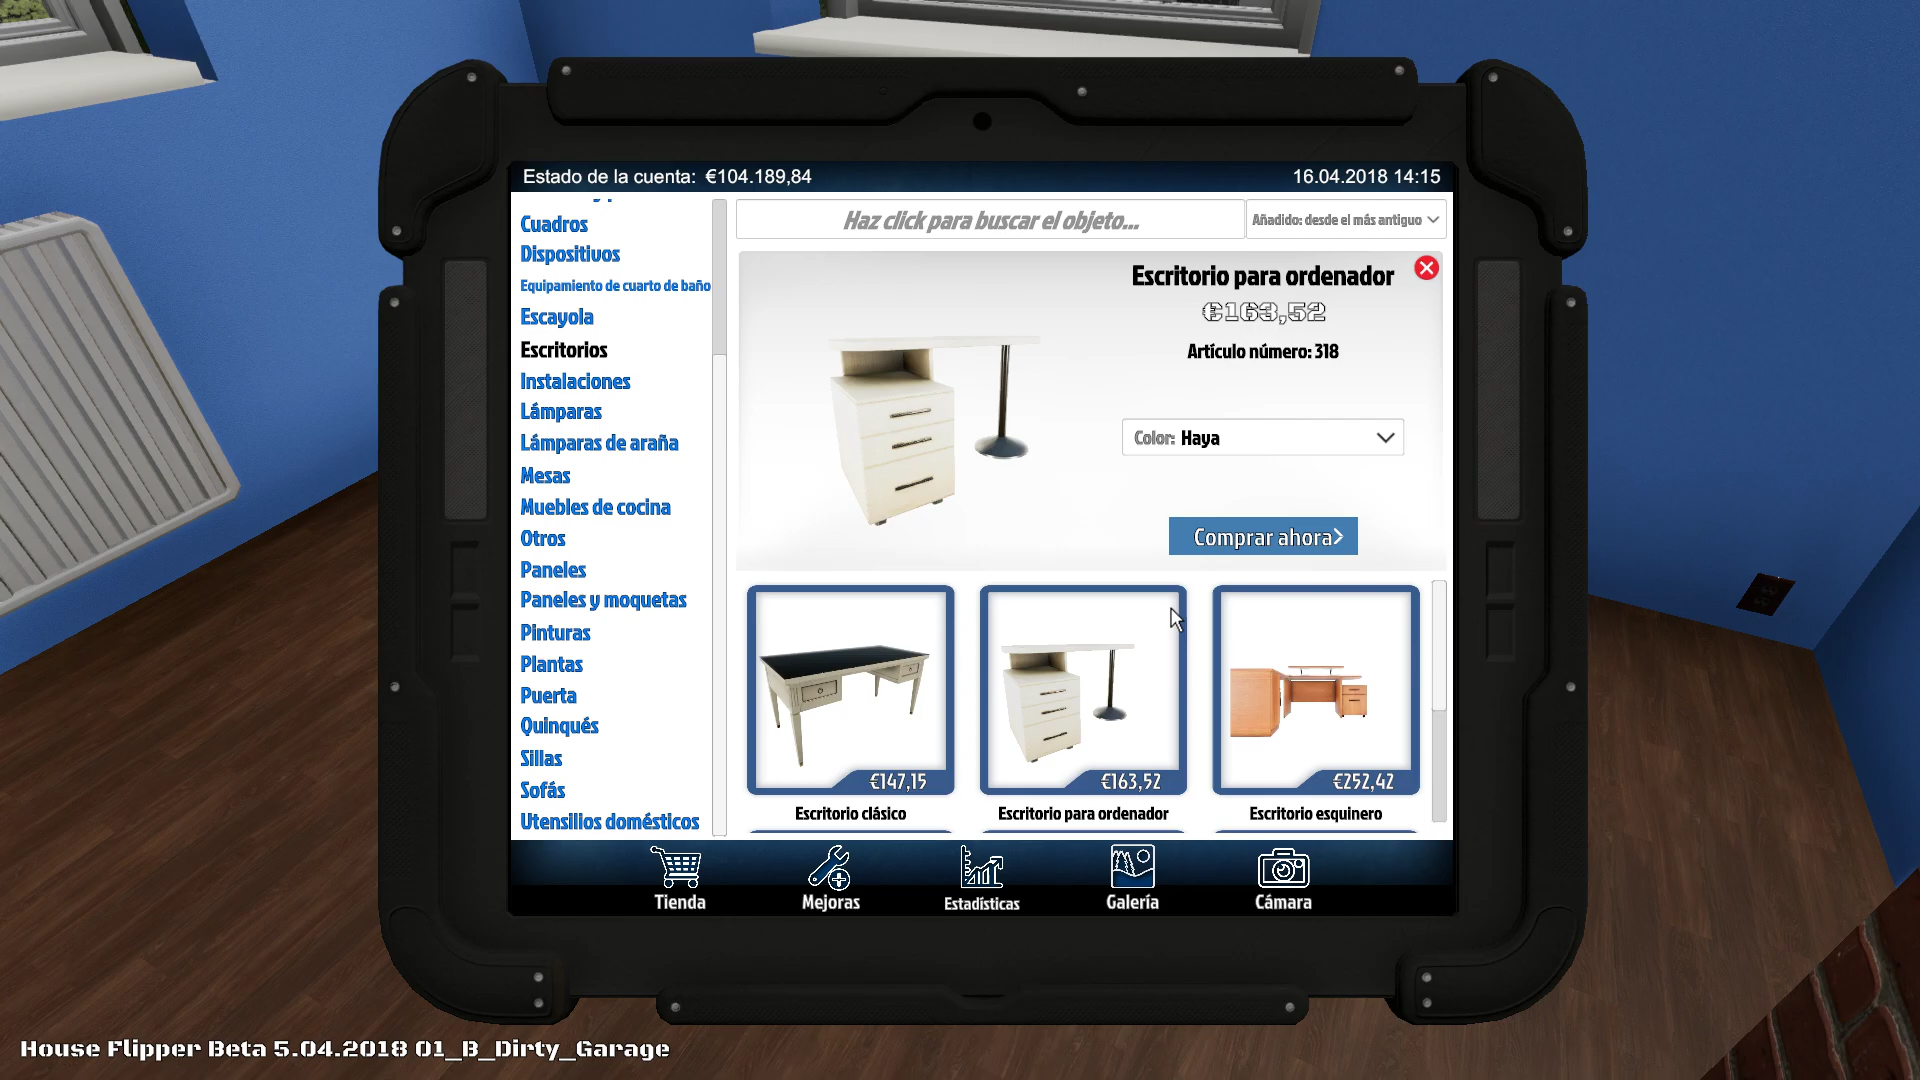 Estado de la cuenta: €104.189,84
16.04.2018 14:15
Cuadros
Dispositivos
Equipamiento de cuarto de baño
Escayola
Escritorios
Instalaciones
Lámparas
Lámparas de araña
Mesas
Muebles de cocina
Otros
Paneles
Paneles y moquetas
Pinturas
Plantas
Puerta
Quinqués
Sillas
Sofás
Utensilios domésticos
Haz click para buscar el objeto...
Añadido: desde el más antiguo
Escritorio para ordenador
€163,52
Artículo número: 318
Color: Haya
Comprar ahora>
€147,15
€163,52
€252,42
Escritorio clásico
Escritorio para ordenador
Escritorio esquinero
Tienda
Mejoras
Estadísticas
Galería
Cámara
House Flipper Beta 5.04.2018 01_B_Dirty_Garage